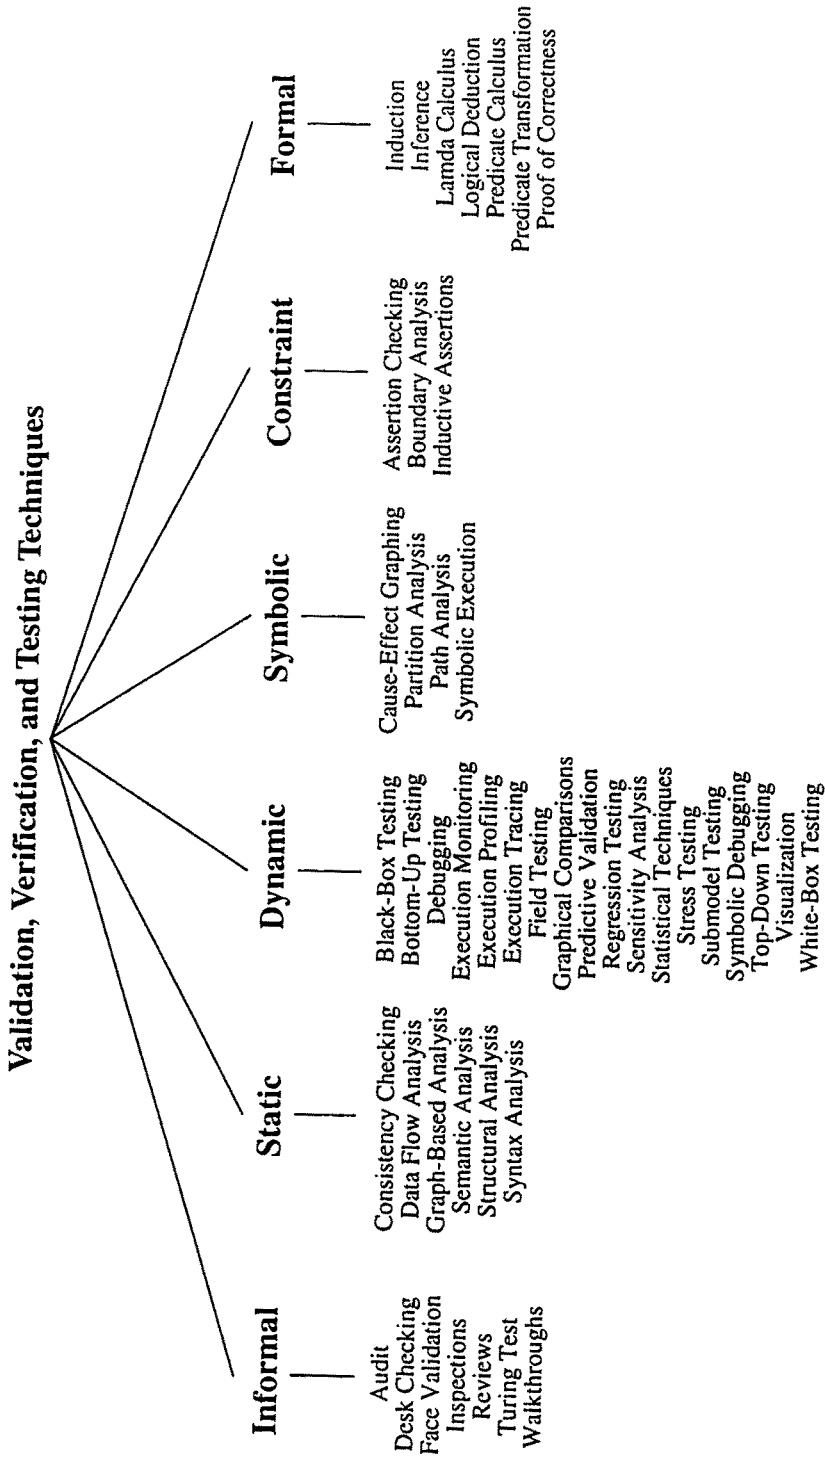 Validation, Verification, and Testing Techniques
Informal
Audit
Desk Checking
Face Validation
Inspections
Reviews
Turing Test
Walkthroughs
Static
Consistency Checking
Data Flow Analysis
Graph-Based Analysis
Semantic Analysis
Structural Analysis
Syntax Analysis
Dynamic
Black-Box Testing
Bottom-Up Testing
Debugging
Execution Monitoring
Execution Profiling
Execution Tracing
Field Testing
Graphical Comparisons
Predictive Validation
Regression Testing
Sensitivity Analysis
Statistical Techniques
Stress Testing
Submodel Testing
Symbolic Debugging
Top-Down Testing
Visualization
White-Box Testing
Symbolic
Cause-Effect Graphing
Partition Analysis
Path Analysis
Symbolic Execution
Constraint
Assertion Checking
Boundary Analysis
Inductive Assertions
Formal
Induction
Inference
Lamda Calculus
Logical Deduction
Predicate Calculus
Predicate Transformation
Proof of Correctness